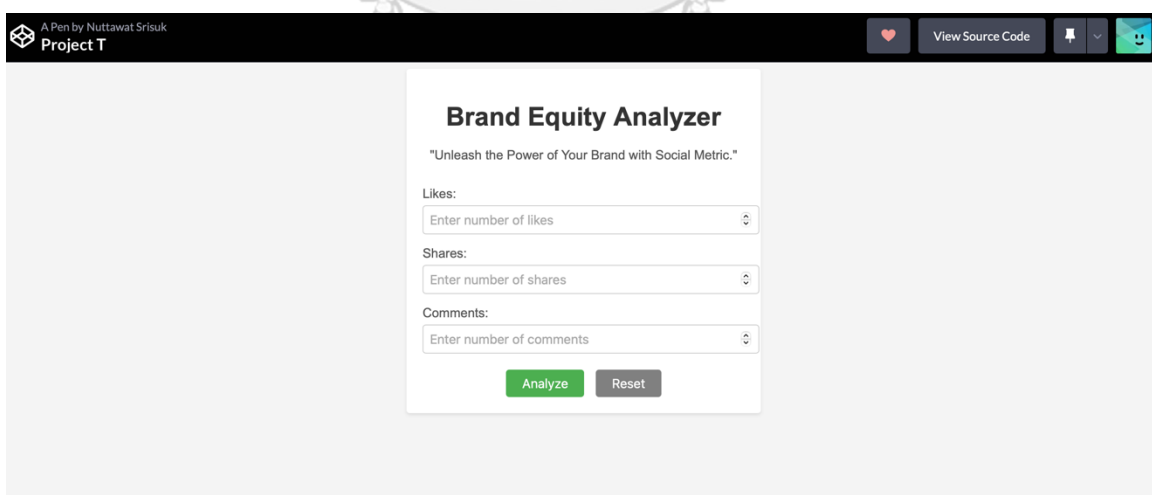 A Pen by Nuttawat Srisuk
Project T
View Source Code
Brand Equity Analyzer
"Unleash the Power of Your Brand with Social Metric."
Likes:
Enter number of likes
Shares:
Enter number of shares
Comments:
Enter number of comments
Analyze Reset